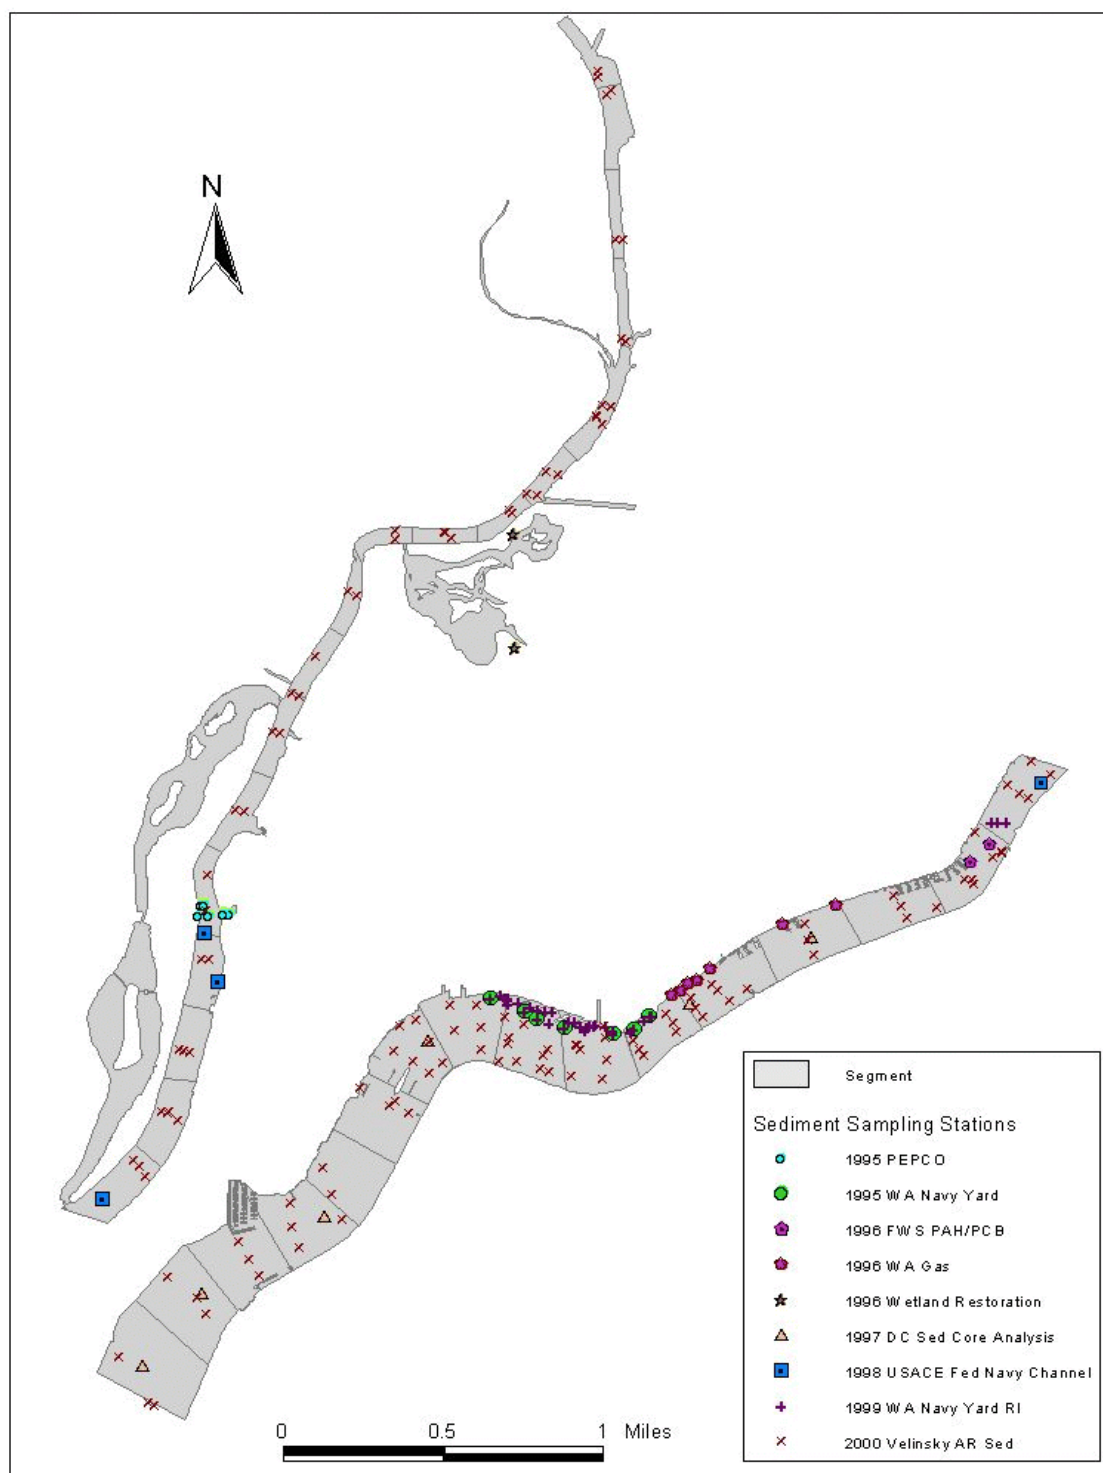 N
Segment
Sediment Sampling Stations
1995 PEPCO
1995 WA Navy Yard
1996 FWS PAH/PCB
1996 WA Gas
1996 Wetland Restoration
1997 DC Sed Core Analysis
1998 USACE Fed Navy Channel
1999 WA Navy Yard RI
2000 Velinsky AR Sed
0 0.5 1 Miles